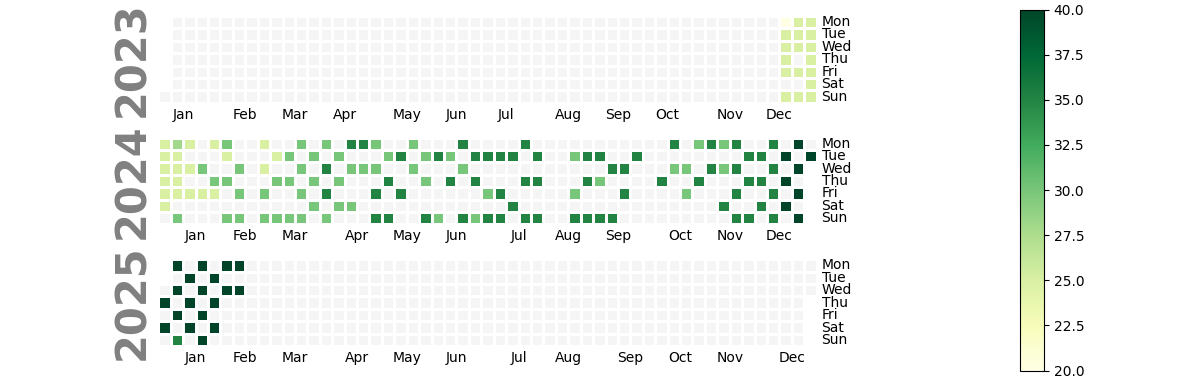 2023
Mon
Tue
Wed
Thu
Fri
Sat
Sun
Jan Feb Mar Apr May Jun Jul Aug Sep Oct Nov Dec
2024
Mon
Tue
Wed
Thu
Fri
Sat
Sun
Jan Feb Mar Apr May Jun Jul Aug Sep Oct Nov Dec
2025
Mon
Tue
Wed
Thu
Fri
Sat
Sun
Jan Feb Mar Apr May Jun Jul Aug Sep Oct Nov Dec
40.0
37.5
35.0
32.5
30.0
27.5
25.0
22.5
20.0